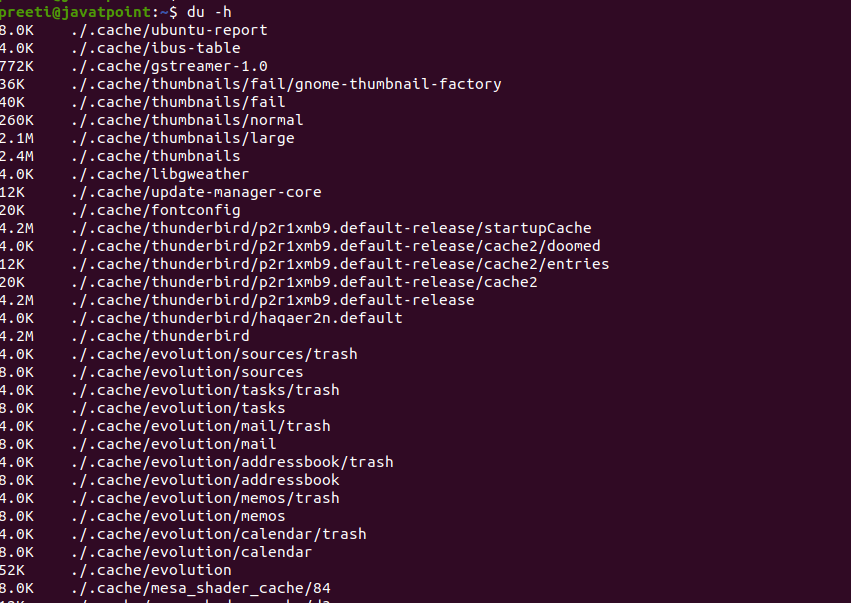 preeti@javatpoint:~$ du -h
8.0K ./.cache/ubuntu-report
4.0K ./.cache/ibus-table
772K ./.cache/gstreamer-1.0
36K ./.cache/thumbnails/fail/gnome-thumbnail-factory
40K ./.cache/thumbnails/fail
260K ./.cache/thumbnails/normal
2.1M ./.cache/thumbnails/large
2.4M ./.cache/thumbnails
4.0K ./.cache/libgweather
12K ./.cache/update-manager-core
20K ./.cache/fontconfig
4.2M ./.cache/thunderbird/p2r1xmb9.default-release/startupCache
4.0K ./.cache/thunderbird/p2r1xmb9.default-release/cache2/doomed
12K ./.cache/thunderbird/p2r1xmb9.default-release/cache2/entries
20K ./.cache/thunderbird/p2r1xmb9.default-release/cache2
4.2M ./.cache/thunderbird/p2r1xmb9.default-release
4.0K ./.cache/thunderbird/haqaer2n.default
4.2M ./.cache/thunderbird
4.0K ./.cache/evolution/sources/trash
8.0K ./.cache/evolution/sources
4.0K ./.cache/evolution/tasks/trash
8.0K ./.cache/evolution/tasks
4.0K ./.cache/evolution/mail/trash
8.0K ./.cache/evolution/mail
4.0K ./.cache/evolution/addressbook/trash
8.0K ./.cache/evolution/addressbook
4.0K ./.cache/evolution/memos/trash
8.0K ./.cache/evolution/memos
4.0K ./.cache/evolution/calendar/trash
8.0K ./.cache/evolution/calendar
52K ./.cache/evolution
8.0K ./.cache/mesa_shader_cache/84